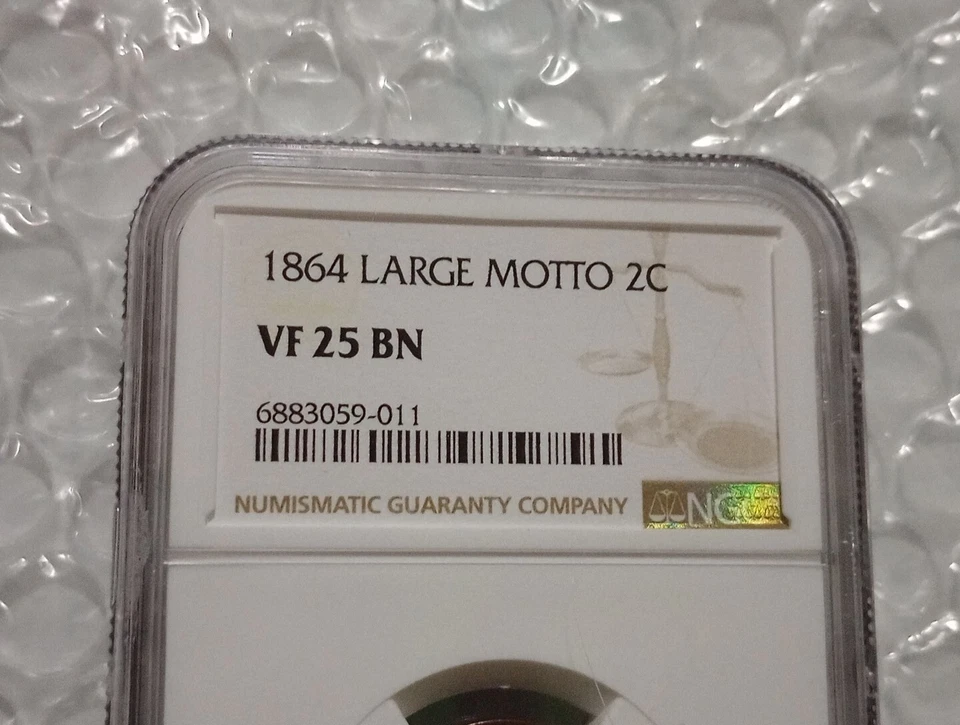 1864 LARGE MOTTO 2C
VF 25 BN
6883059-011
NUMISMATIC GUARANTY COMPANY